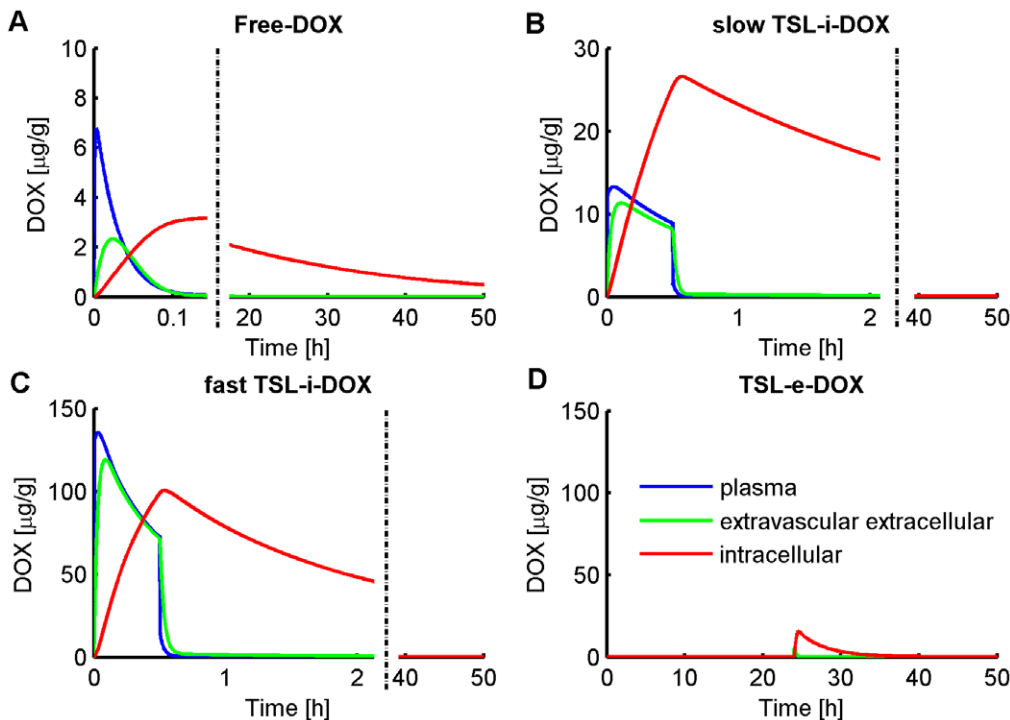 A
Free-DOX
DOX [µg/g]
10
8
6
4
2
0
0 0.1 20 30 40 50
Time [h]
B
slow TSL-i-DOX
DOX [µg/g]
30
20
10
0
0 1 2 40 50
Time [h]
C
fast TSL-i-DOX
DOX [µg/g]
150
100
50
0
0 1 2 40 50
Time [h]
D
TSL-e-DOX
DOX [µg/g]
150
100
50
0
plasma
extravascular extracellular
intracellular
0 10 20 30 40 50
Time [h]